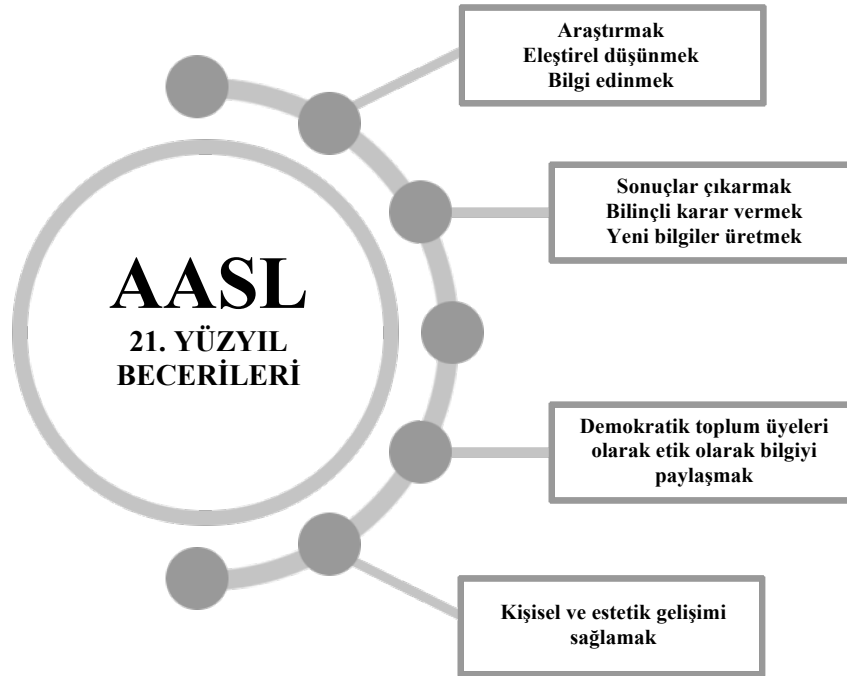 AASL
21. YÜZYIL
BECERİLERİ
Araştırmak
Eleştirel düşünmek
Bilgi edinmek
Sonuçlar çıkarmak
Bilinçli karar vermek
Yeni bilgiler üretmek
Demokratik toplum üyeleri
olarak etik olarak bilgiyi
paylaşmak
Kişisel ve estetik gelişimi
sağlamak